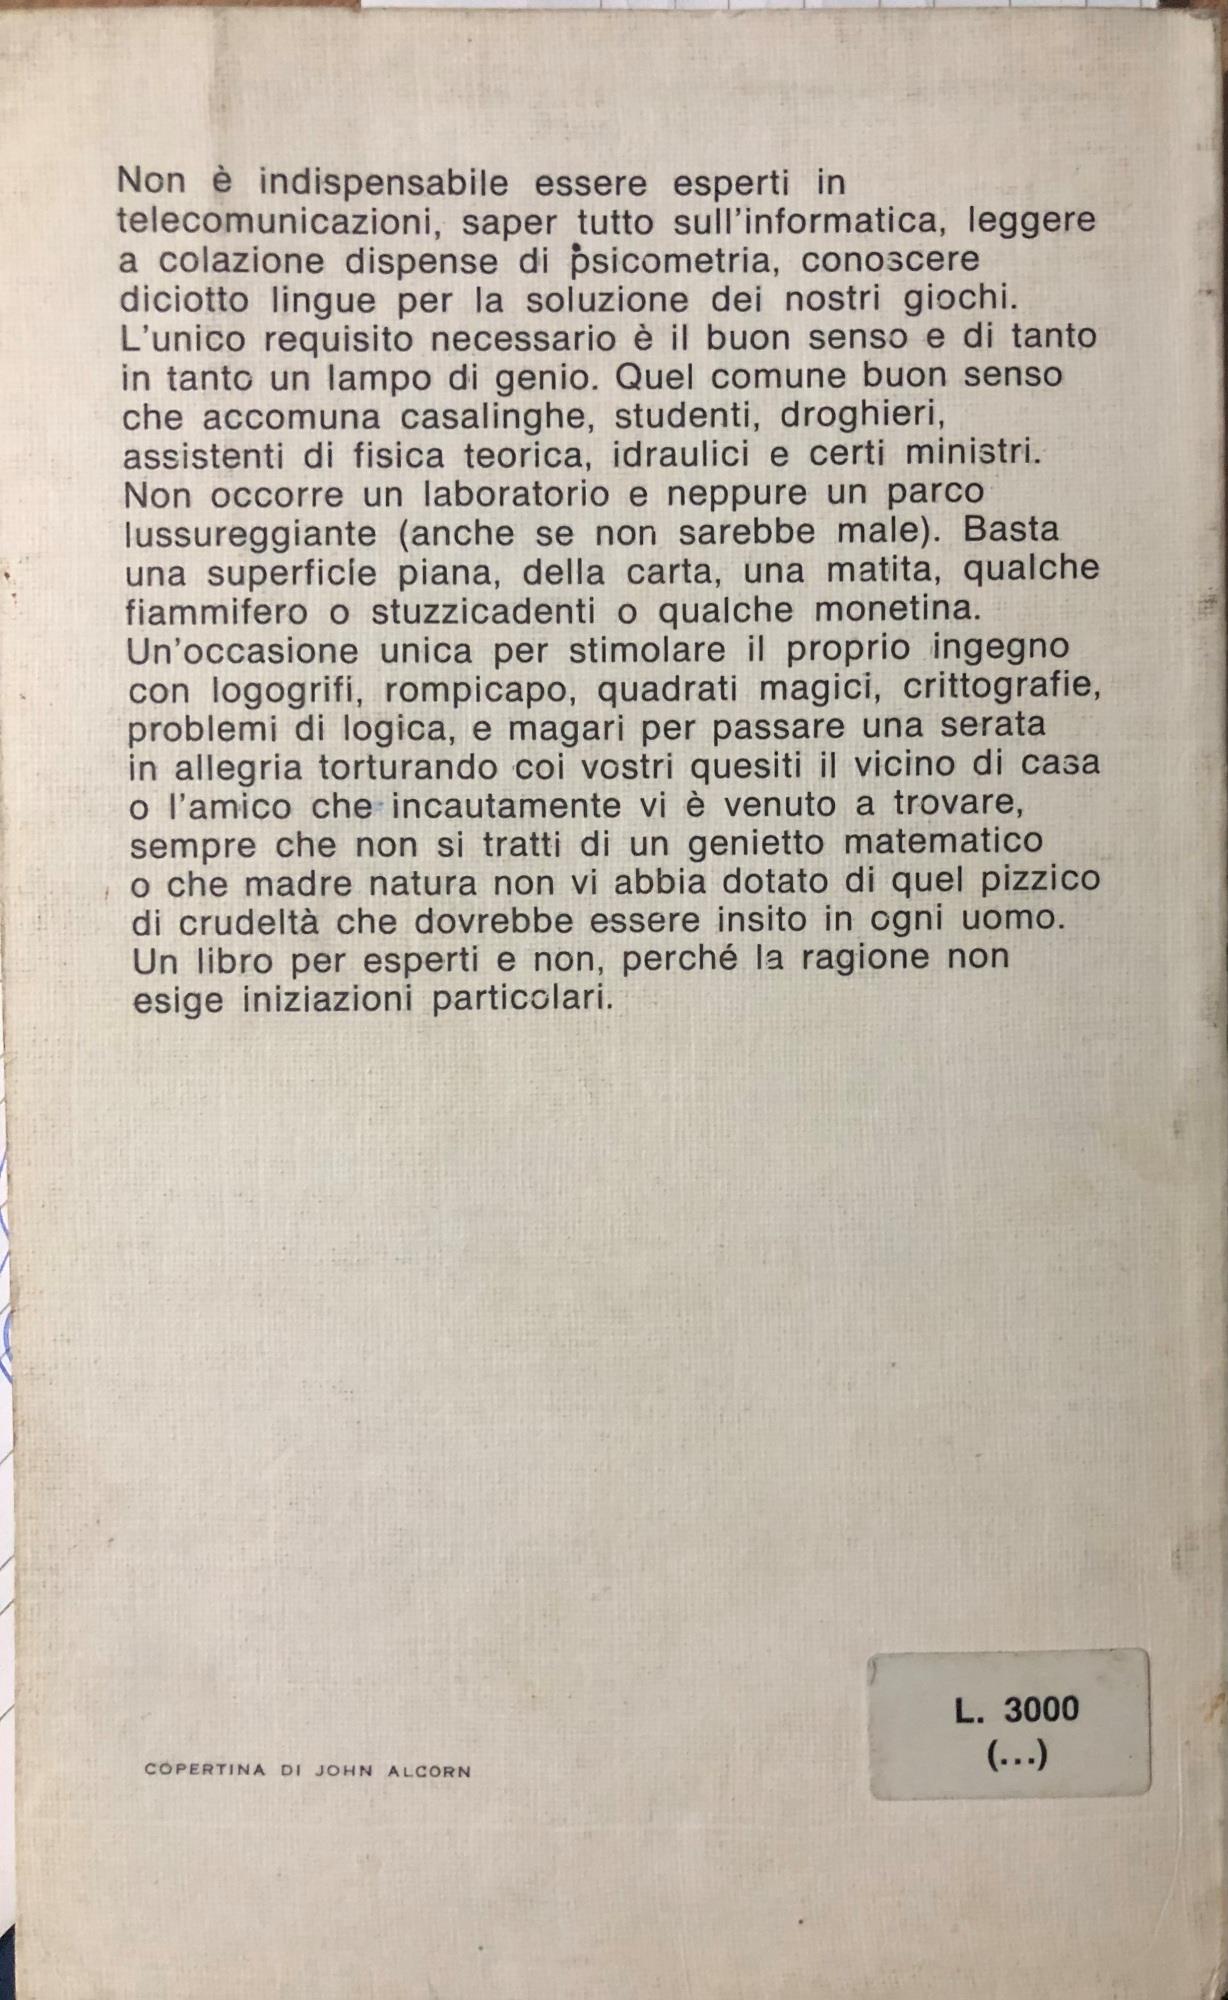 Non è indispensabile essere esperti in
telecomunicazioni, saper tutto sull'informatica, leggere
a colazione dispense di psicometria, conoscere
diciotto lingue per la soluzione dei nostri giochi.
L'unico requisito necessario è il buon senso e di tanto
in tanto un lampo di genio. Quel comune buon senso
che accomuna casalinghe, studenti, droghieri,
assistenti di fisica teorica, idraulici e certi ministri.
Non occorre un laboratorio e neppure un parco
lussureggiante (anche se non sarebbe male). Basta
una superficie piana, della carta, una matita, qualche
fiammifero o stuzzicadenti o qualche monetina.
Un'occasione unica per stimolare il proprio ingegno
con logogrifi, rompicapo, quadrati magici, crittografie,
problemi di logica, e magari per passare una serata
in allegria torturando coi vostri quesiti il vicino di casa
o l'amico che incautamente vi è venuto a trovare,
sempre che non si tratti di un genietto matematico
o che madre natura non vi abbia dotato di quel pizzico
di crudeltà che dovrebbe essere insito in ogni uomo.
Un libro per esperti e non, perché la ragione non
esige iniziazioni particolari.
L. 3000
(...)
COPERTINA DI JOHN ALCORN